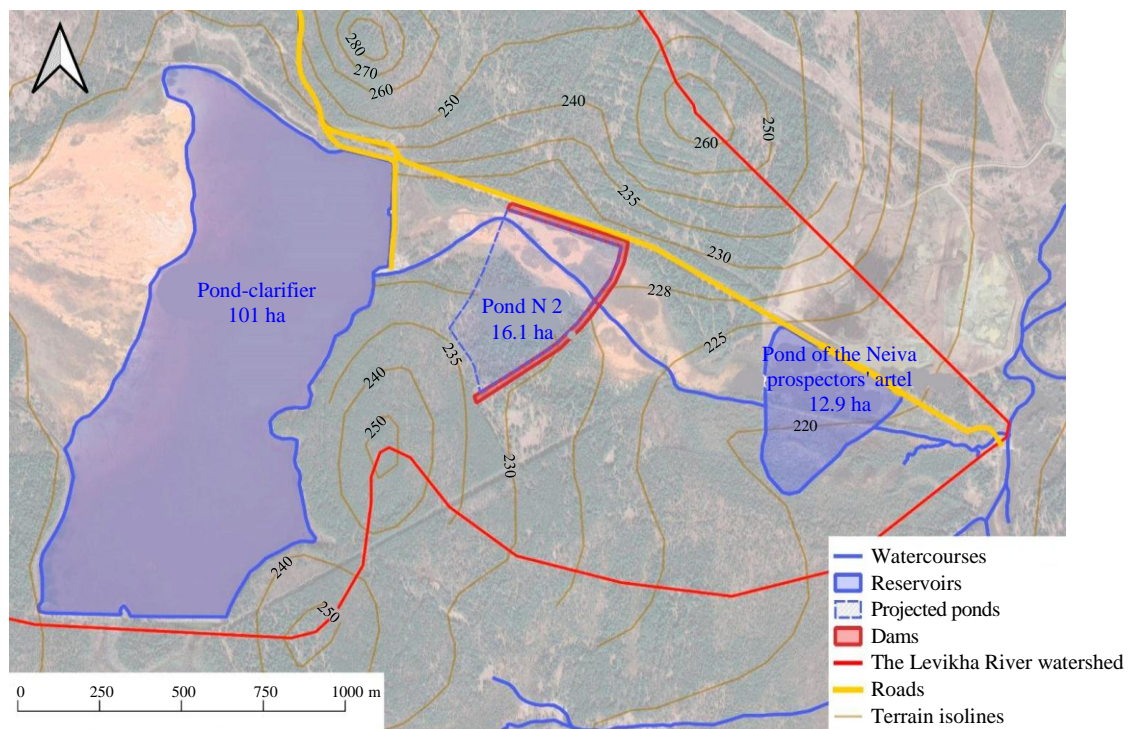 280
270
260
250
240
250
260
235
230
Pond-clarifier
101 ha
Pond N 2
16.1 ha
228
225
235
Pond of the Neiva
prospectors' artel
12.9 ha
240
250
220
230
240
250
Watercourses
Reservoirs
Projected ponds
Dams
The Levikha River watershed
Roads
Terrain isolines
0 250 500 750 1000 m